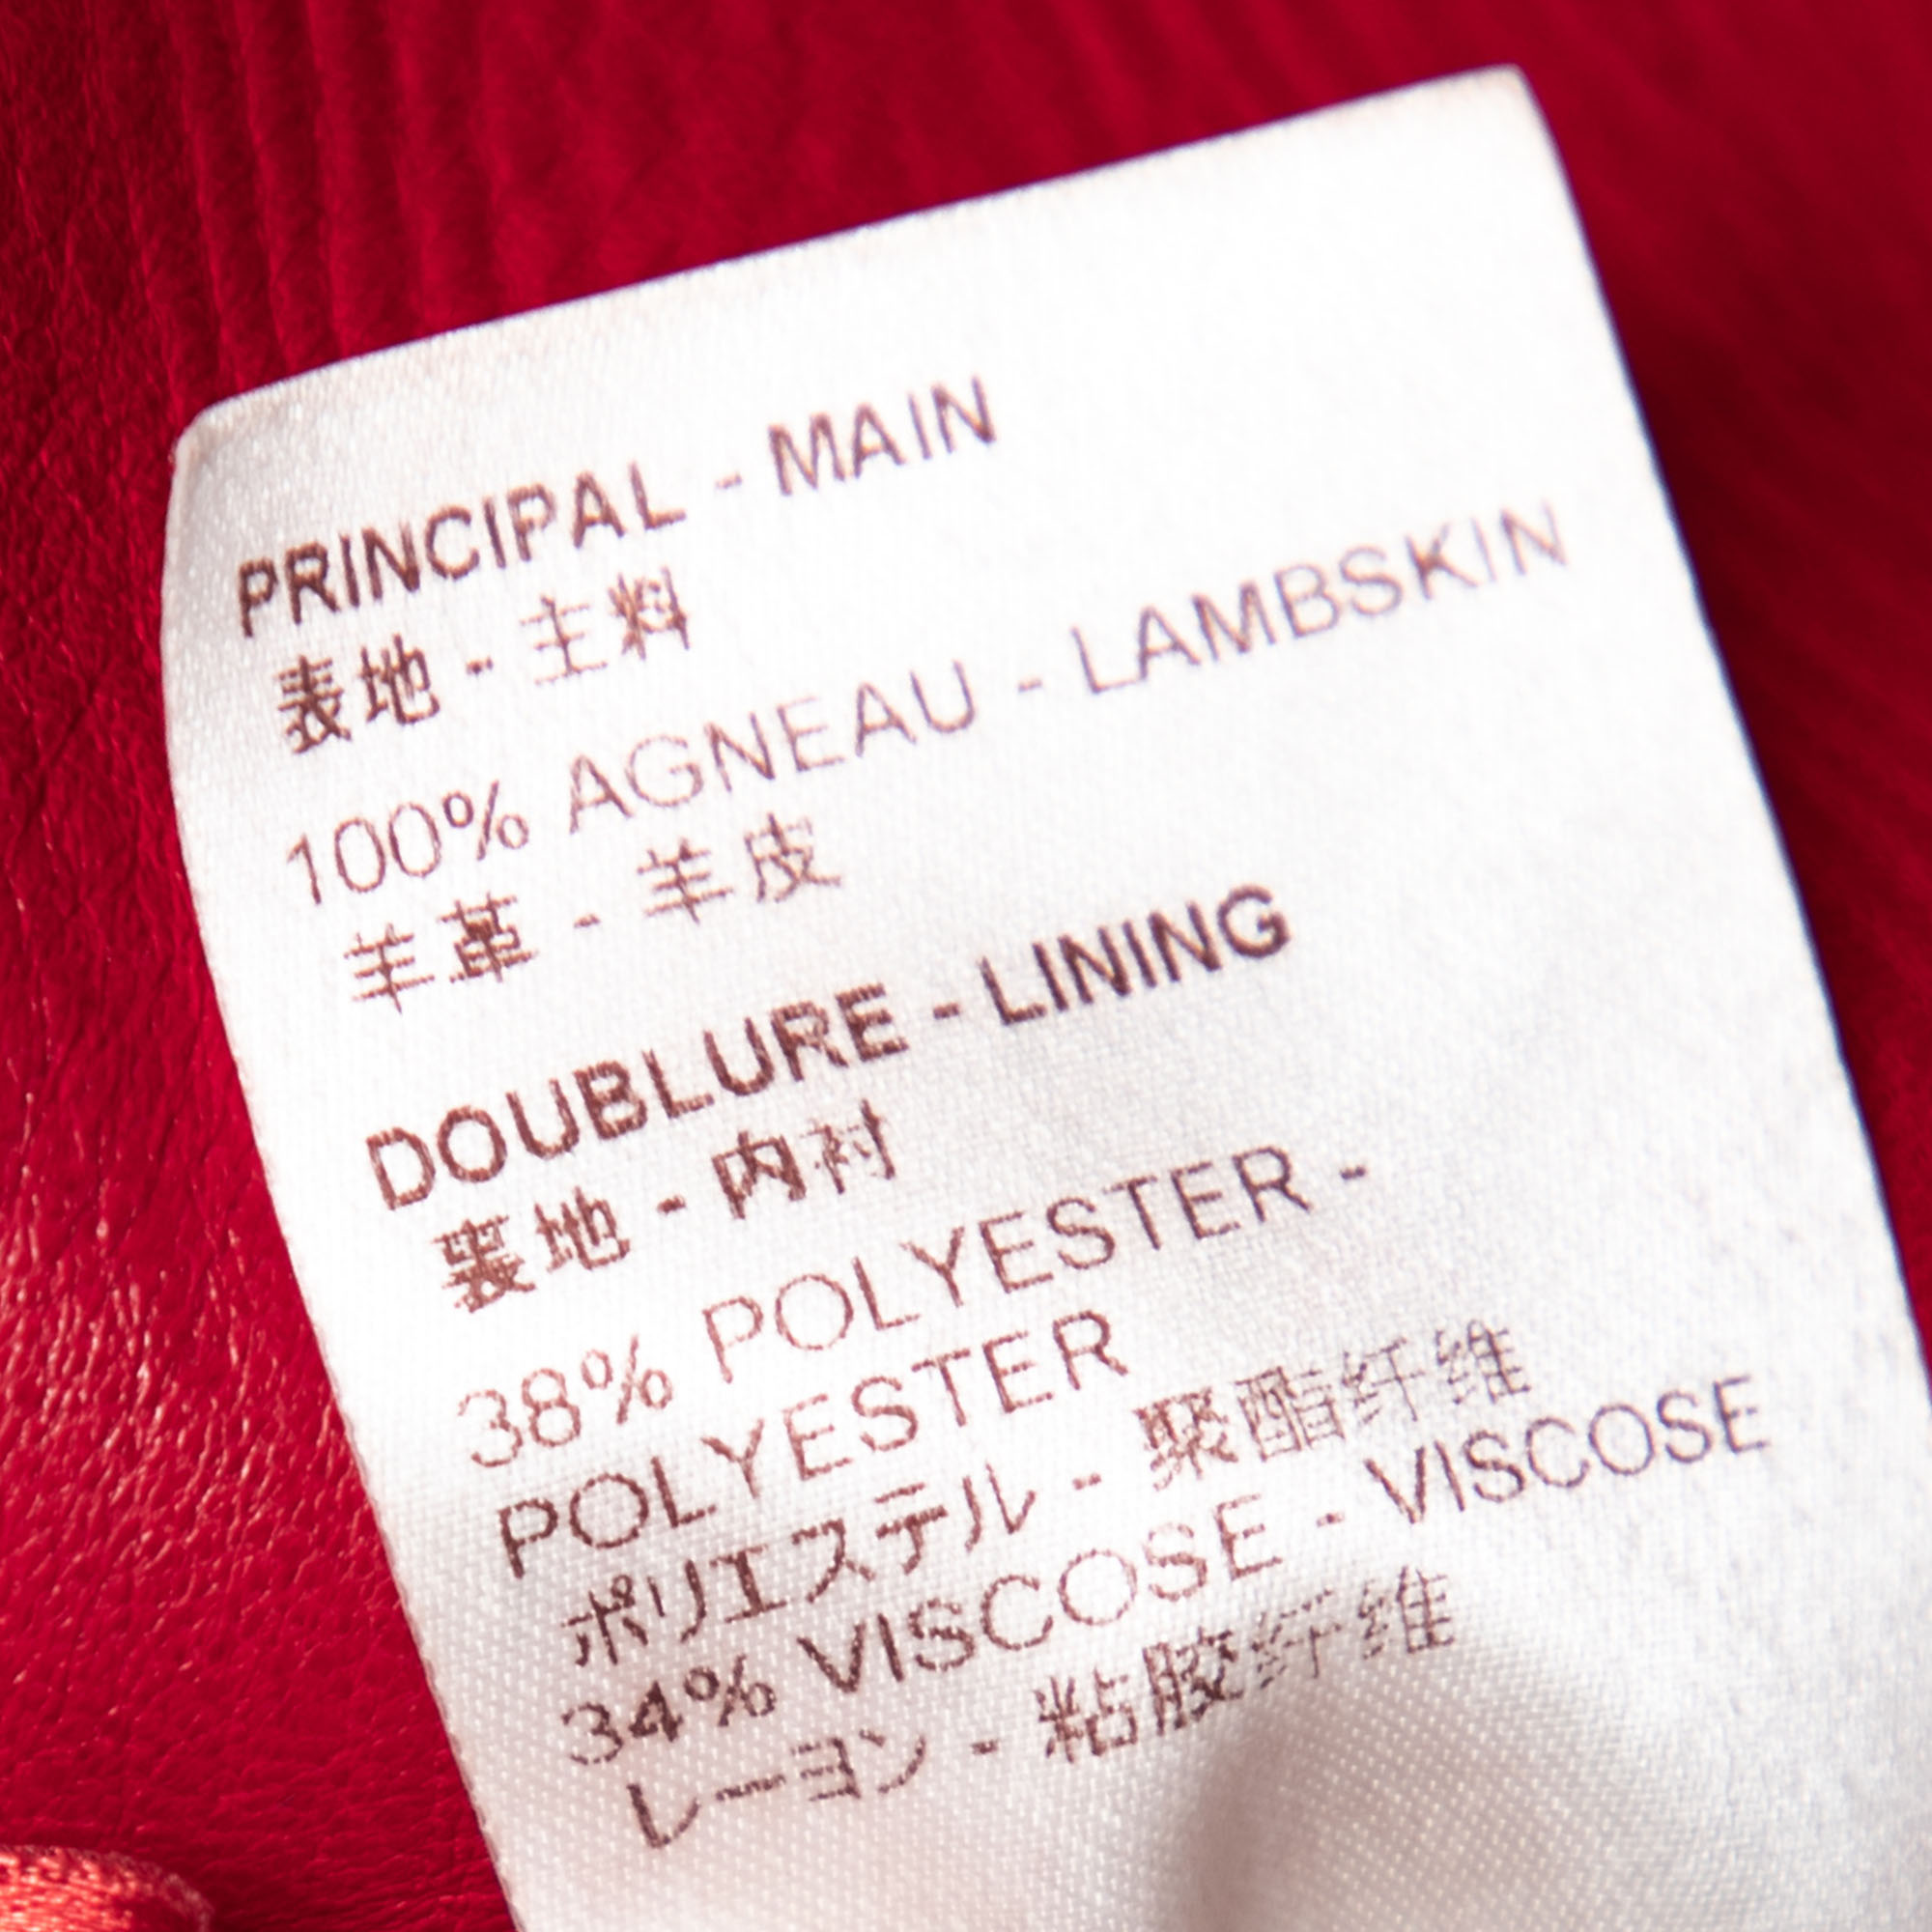 PRINCIPAL - MAIN
表地 - 主料
100% AGNEAU - LAMBSKIN
羊革 - 羊皮
DOUBLURE - LINING
裏地 - 内衬
38% POLYESTER -
POLYESTER
ポリエステル - 聚酯纤维
34% VISCOSE - VISCOSE
レーヨン - 粘胶纤维